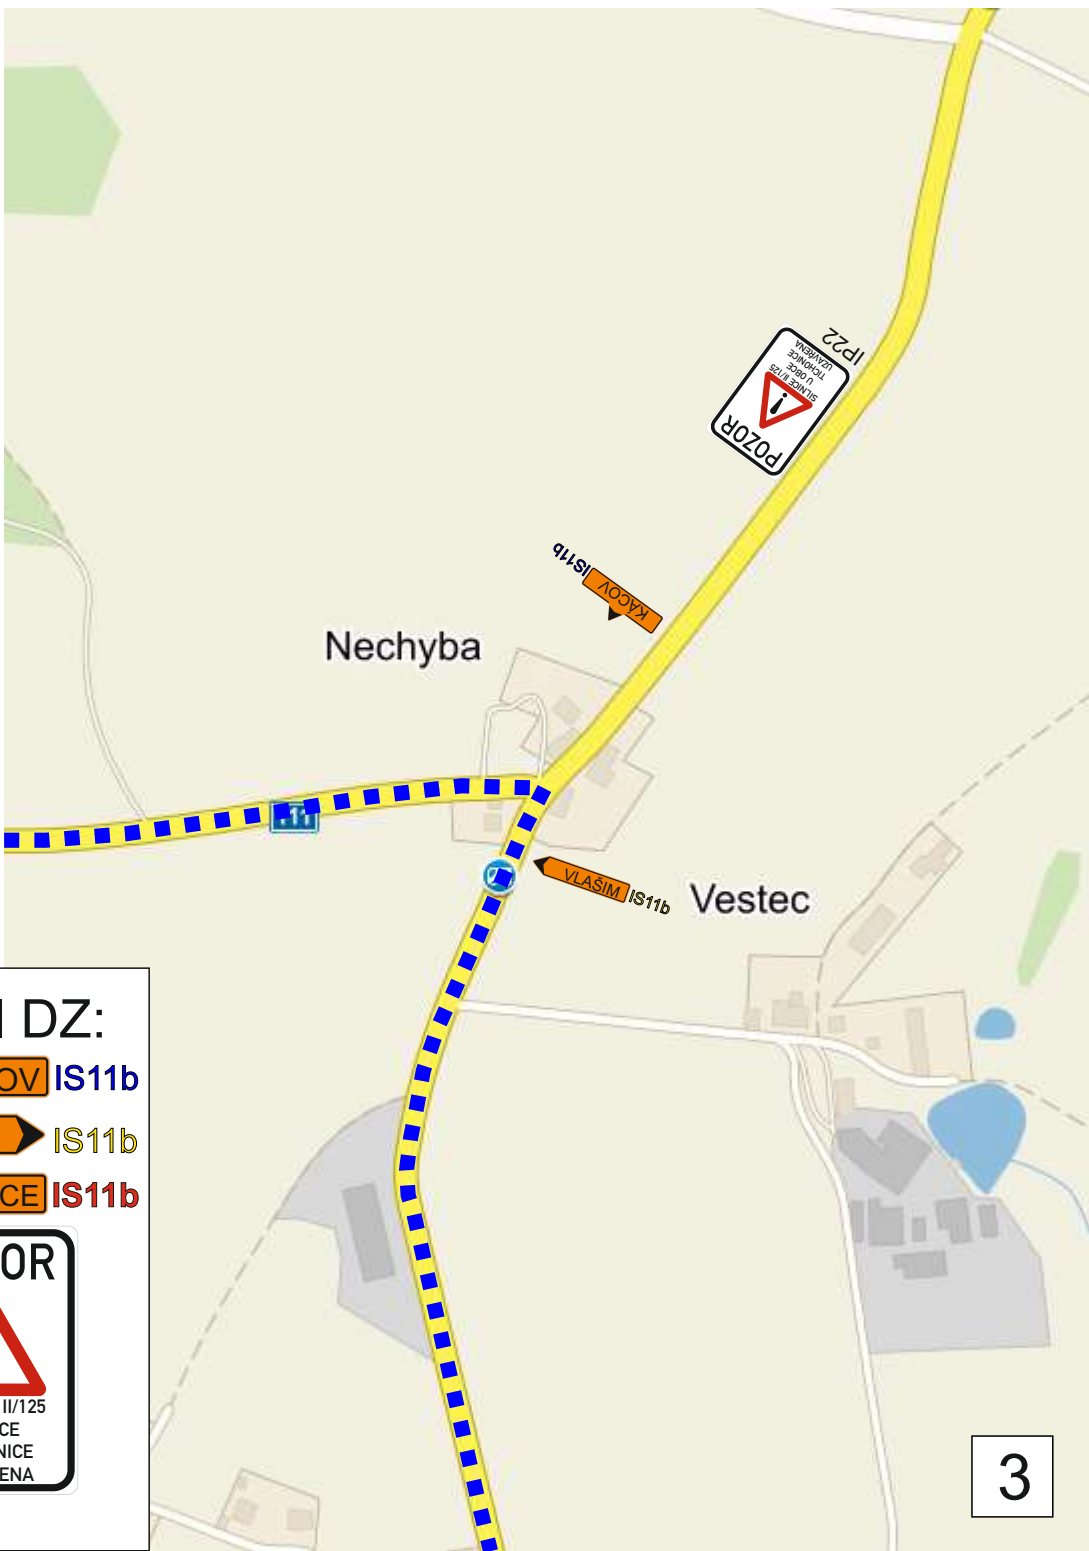 IP22
POZOR
SILNICE II/125
U OBCE
TICHONICE
UZAVŘENA
IS11b
KÁCOV
Nechyba
VLAŠIM IS11b
Vestec
DZ:
OV IS11b
IS11b
CE IS11b
OR
II/125
CE
NICE
ENA
3